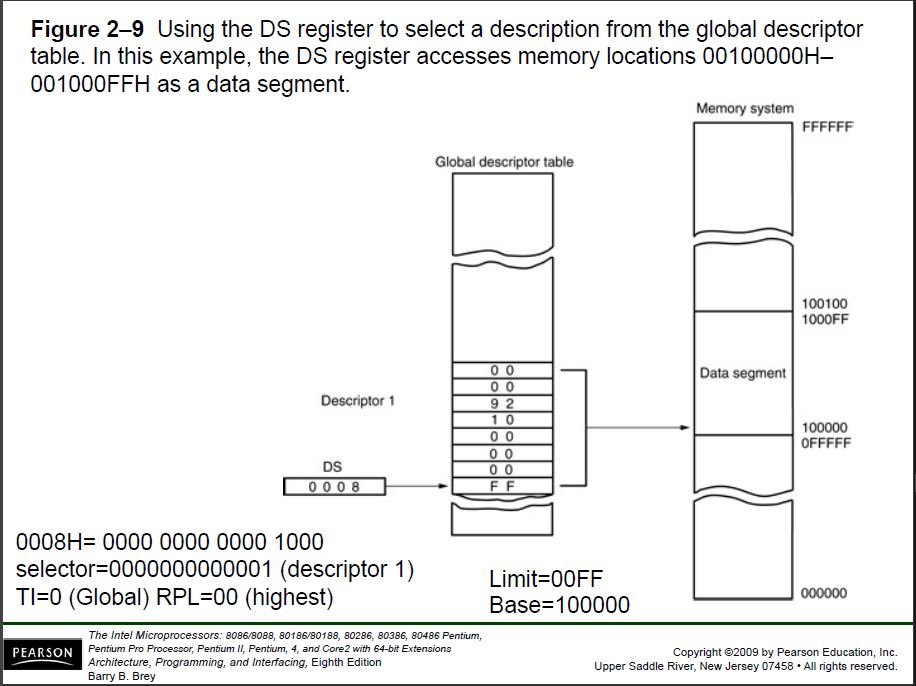 Figure 2–9 Using the DS register to select a description from the global descriptor
table. In this example, the DS register accesses memory locations 00100000H–
001000FFH as a data segment.
Memory system
FFFFFF
Global descriptor table
100100
1000FF
0 0
0 0
Data segment
Descriptor 1
9 2
1 0
100000
0 0
0FFFFF
0 0
DS
0 0
0 0 0 8
F F
0008H= 0000 0000 0000 1000
selector=0000000000001 (descriptor 1)
TI=0 (Global) RPL=00 (highest)
Limit=00FF
Base=100000
000000
PEARSON
The Intel Microprocessors: 8086/8088, 80186/80188, 80286, 80386, 80486 Pentium,
Pentium Pro Processor, Pentium II, Pentium, 4, and Core2 with 64-bit Extensions
Architecture, Programming, and Interfacing, Eighth Edition
Barry B. Brey
Copyright ©2009 by Pearson Education, Inc.
Upper Saddle River, New Jersey 07458 • All rights reserved.